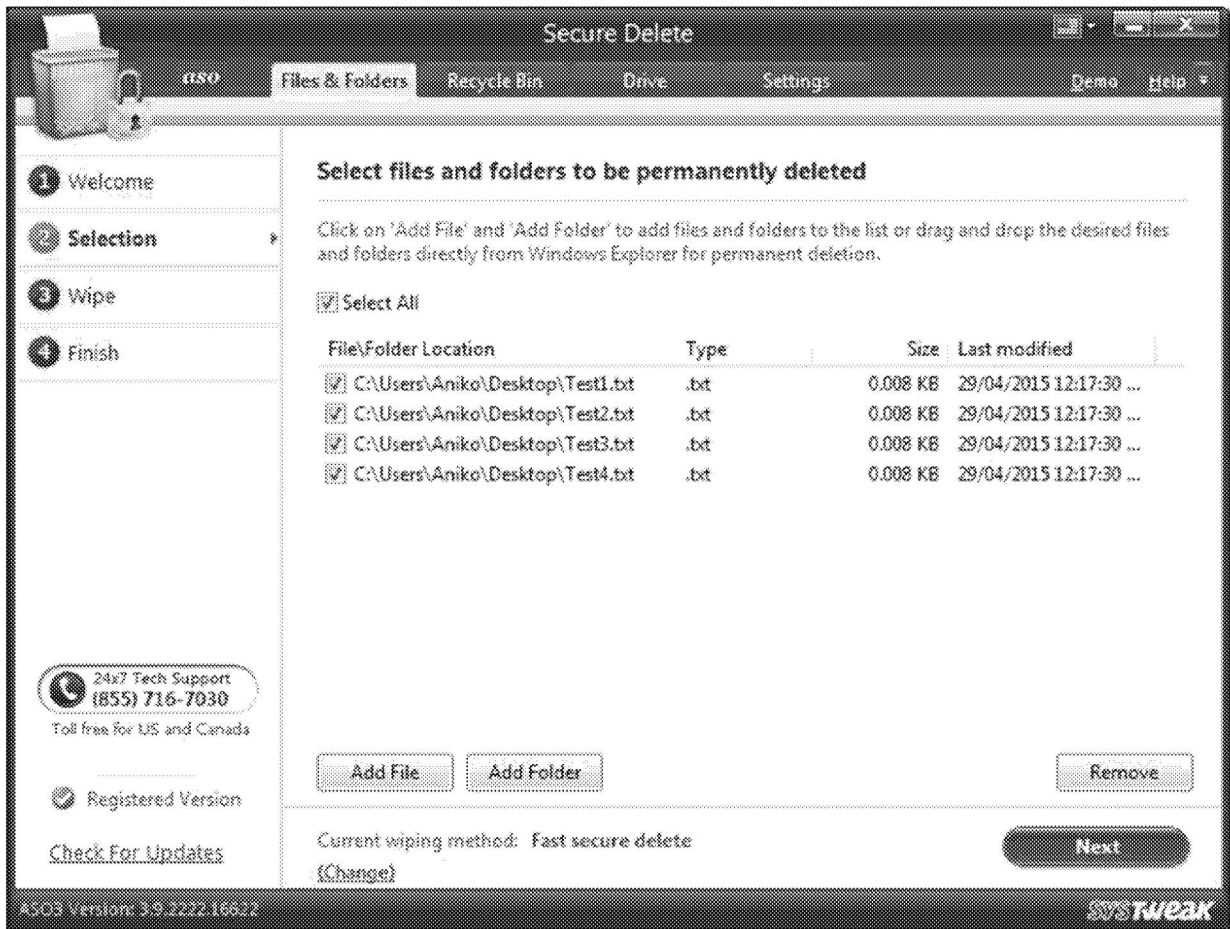 Secure Delete
aso
Files & Folders
Recycle Bin
Drive
Settings
Demo
Help
1 Welcome
2 Selection
3 Wipe
4 Finish
Select files and folders to be permanently deleted
Click on 'Add File' and 'Add Folder' to add files and folders to the list or drag and drop the desired files
and folders directly from Windows Explorer for permanent deletion.
Select All
File\Folder Location Type Size Last modified
C:\Users\Aniko\Desktop\Test1.txt .txt 0.008 KB 29/04/2015 12:17:30 ...
C:\Users\Aniko\Desktop\Test2.txt .txt 0.008 KB 29/04/2015 12:17:30 ...
C:\Users\Aniko\Desktop\Test3.txt .txt 0.008 KB 29/04/2015 12:17:30 ...
C:\Users\Aniko\Desktop\Test4.txt .txt 0.008 KB 29/04/2015 12:17:30 ...
24x7 Tech Support
(855) 716-7030
Toll free for US and Canada
Registered Version
Check For Updates
Add File
Add Folder
Remove
Current wiping method: Fast secure delete
(Change)
Next
ASO3 Version: 3.9.2222.16622
SYSTweak